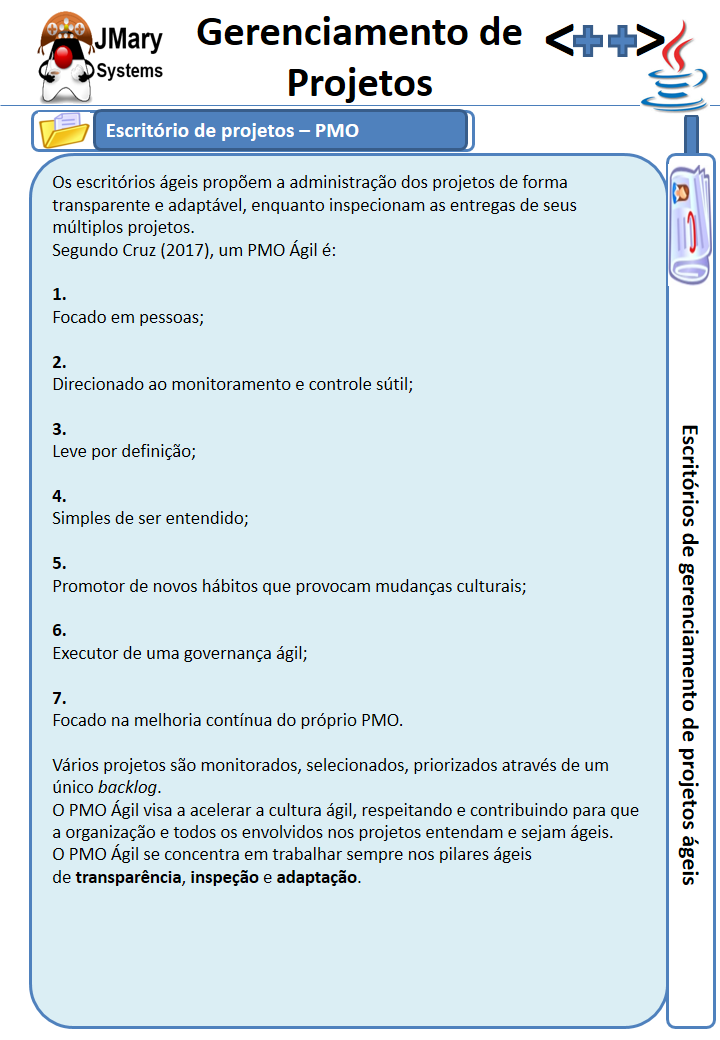 JMary
Systems
Gerenciamento de
Projetos
<++>
Escritório de projetos – PMO
Os escritórios ágeis propõem a administração dos projetos de forma
transparente e adaptável, enquanto inspecionam as entregas de seus
múltiplos projetos.
Segundo Cruz (2017), um PMO Ágil é:
1.
Focado em pessoas;
2.
Direcionado ao monitoramento e controle sútil;
3.
Leve por definição;
4.
Simples de ser entendido;
5.
Promotor de novos hábitos que provocam mudanças culturais;
6.
Executor de uma governança ágil;
7.
Focado na melhoria contínua do próprio PMO.
Vários projetos são monitorados, selecionados, priorizados através de um
único backlog.
O PMO Ágil visa a acelerar a cultura ágil, respeitando e contribuindo para que
a organização e todos os envolvidos nos projetos entendam e sejam ágeis.
O PMO Ágil se concentra em trabalhar sempre nos pilares ágeis
de transparência, inspeção e adaptação.
Escritórios de gerenciamento de projetos ágeis